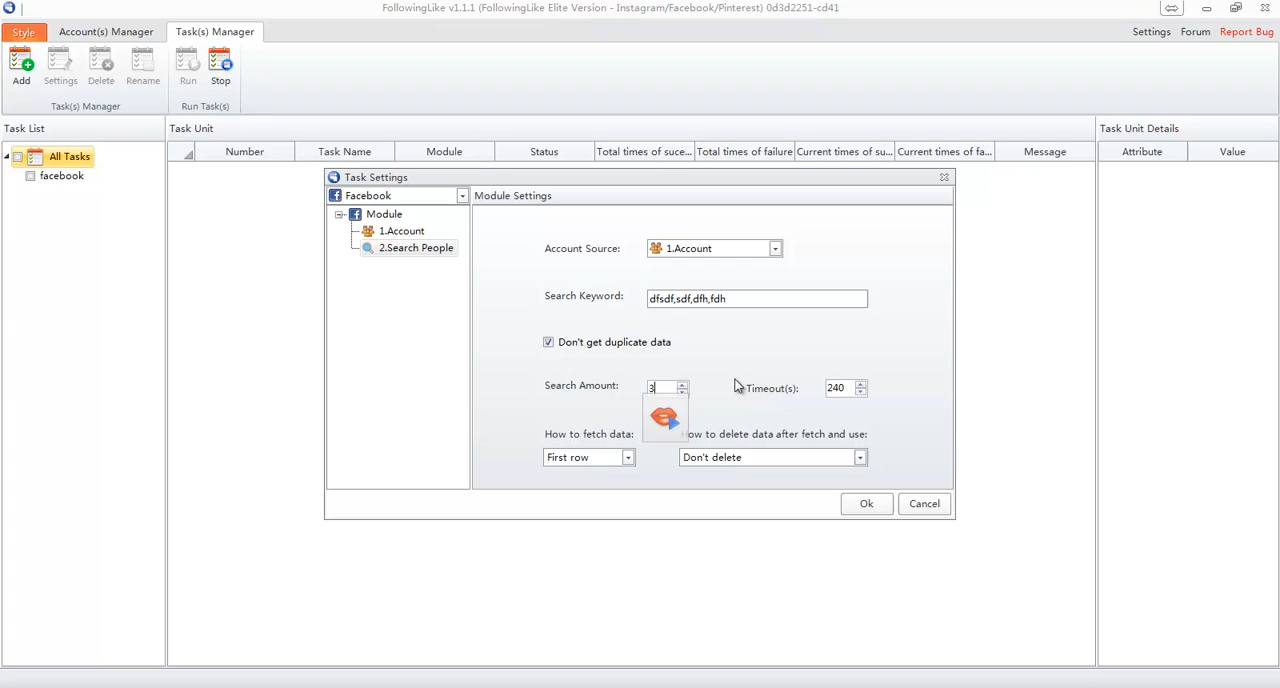 FollowingLike v1.1.1 (FollowingLike Elite Version - Instagram/Facebook/Pinterest) 0d3d2251-cd41
Style Account(s) Manager Task(s) Manager Settings Forum Report Bug
Add Settings Delete Rename Run Stop
Task(s) Manager Run Task(s)
Task List Task Unit Task Unit Details
Number Task Name Module Status Total times of suce... Total times of failure Current times of su... Current times of fa... Message Attribute Value
All Tasks
facebook
Task Settings
Facebook Module Settings
Module
1.Account
2.Search People
Account Source: 1.Account
Search Keyword: dfsdf,sdf,dfh,fdh
Don't get duplicate data
Search Amount: 3 Timeout(s): 240
How to fetch data: How to delete data after fetch and use:
First row Don't delete
Ok Cancel